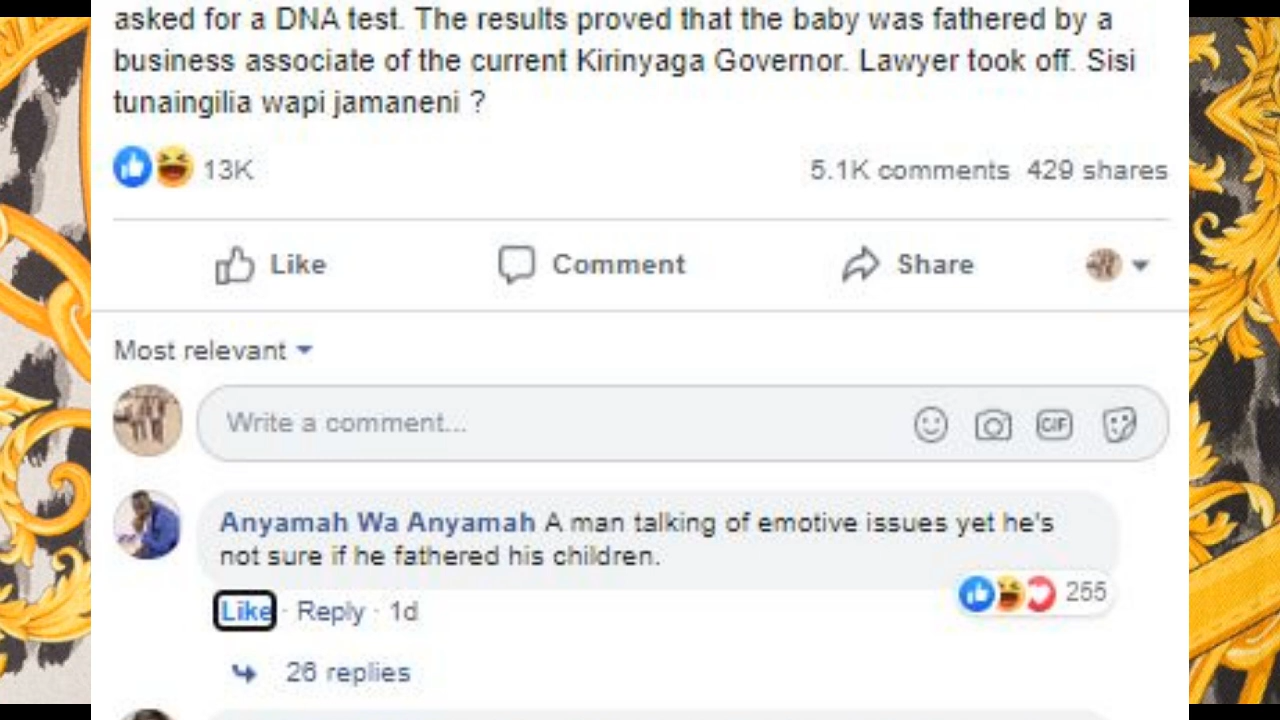 asked for a DNA test. The results proved that the baby was fathered by a
business associate of the current Kirinyaga Governor. Lawyer took off. Sisi
tunaingilia wapi jamaneni ?
13K
5.1K comments 429 shares
Like
Comment
Share
Most relevant
Write a comment...
GIF
Anyamah Wa Anyamah A man talking of emotive issues yet he's
not sure if he fathered his children.
255
Like · Reply · 1d
26 replies